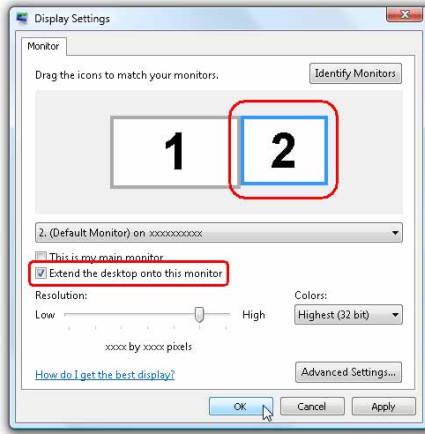 Display Settings
Monitor
Drag the icons to match your monitors.
Identify Monitors
1
2
2. (Default Monitor) on xxxxxxxxxx
This is my main monitor
Extend the desktop onto this monitor
Resolution:
Colors:
Low
High
Highest (32 bit)
xxxx by xxxx pixels
How do I get the best display?
Advanced Settings...
OK
Cancel
Apply